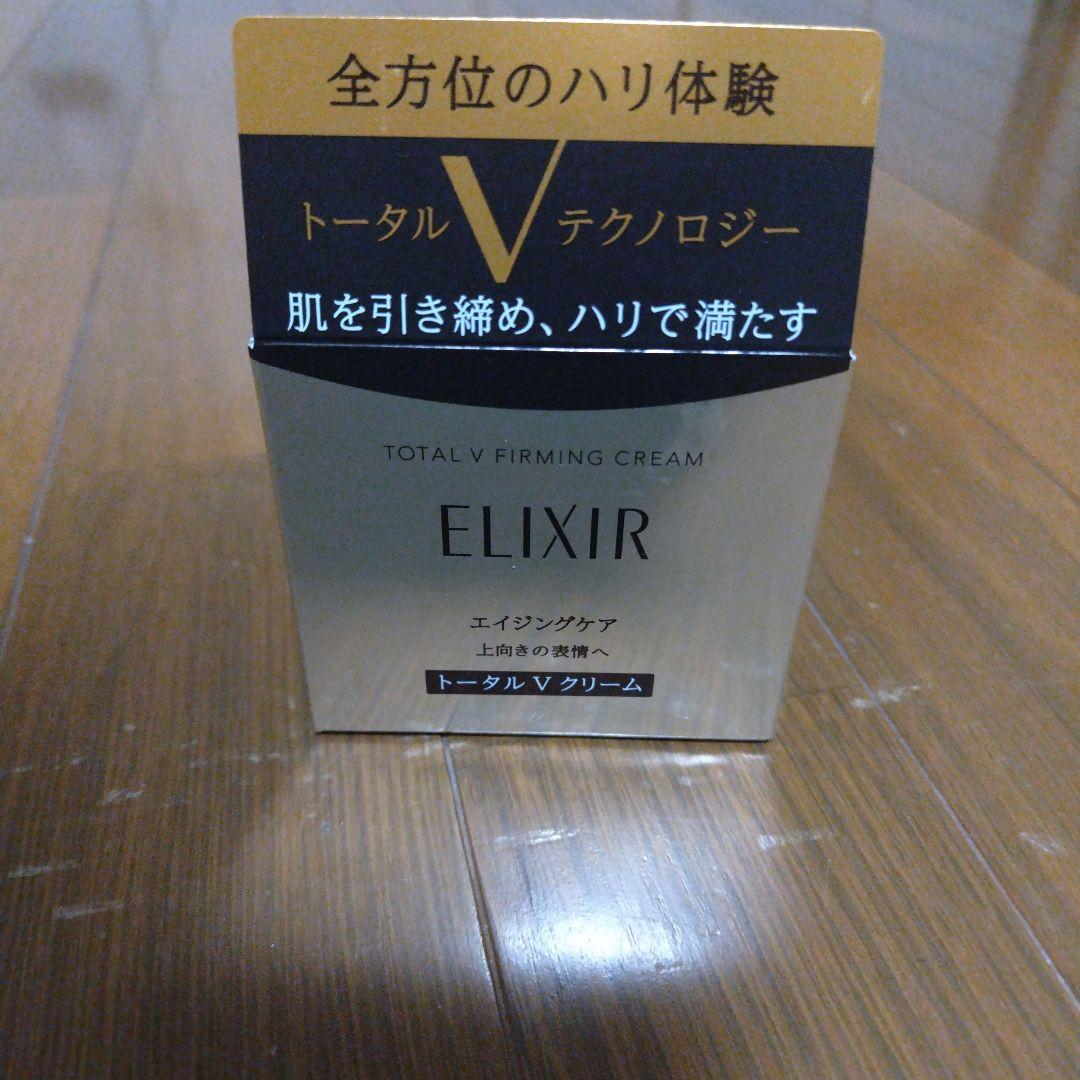 全方位のハリ体験
トータル V テクノロジー
肌を引き締め、ハリで満たす
TOTAL V FIRMING CREAM
ELIXIR
エイジングケア
上向きの表情へ
トータル V クリーム